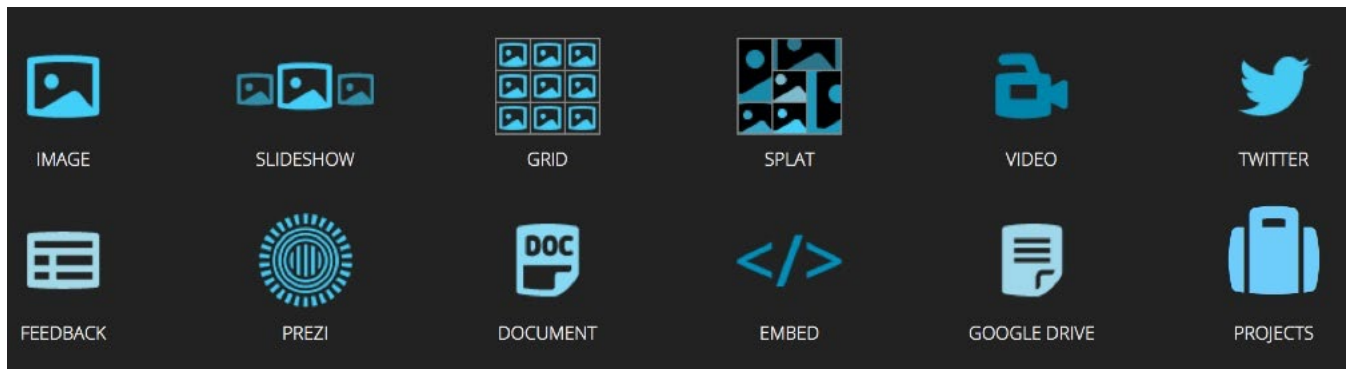 IMAGE SLIDESHOW GRID SPLAT VIDEO TWITTER
DOC
</>
FEEDBACK PREZI DOCUMENT EMBED GOOGLE DRIVE PROJECTS